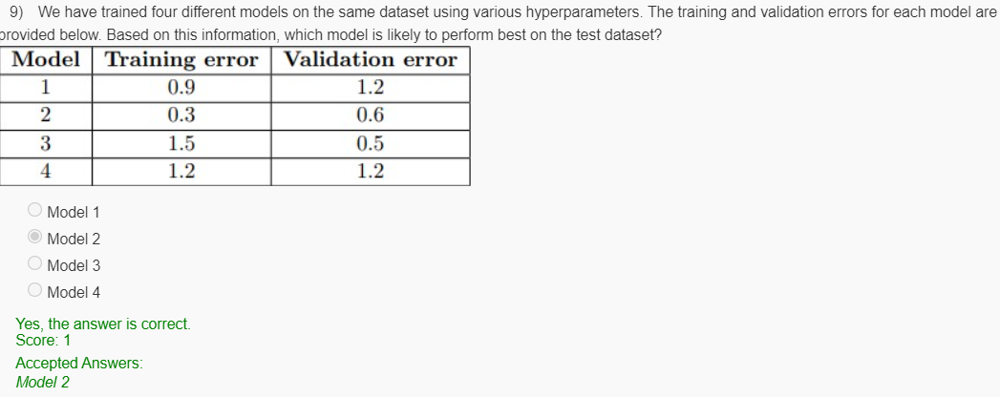 9) We have trained four different models on the same dataset using various hyperparameters. The training and validation errors for each model are
provided below. Based on this information, which model is likely to perform best on the test dataset?
Model Training error Validation error
1 0.9 1.2
2 0.3 0.6
3 1.5 0.5
4 1.2 1.2
Model 1
Model 2
Model 3
Model 4
Yes, the answer is correct.
Score: 1
Accepted Answers:
Model 2